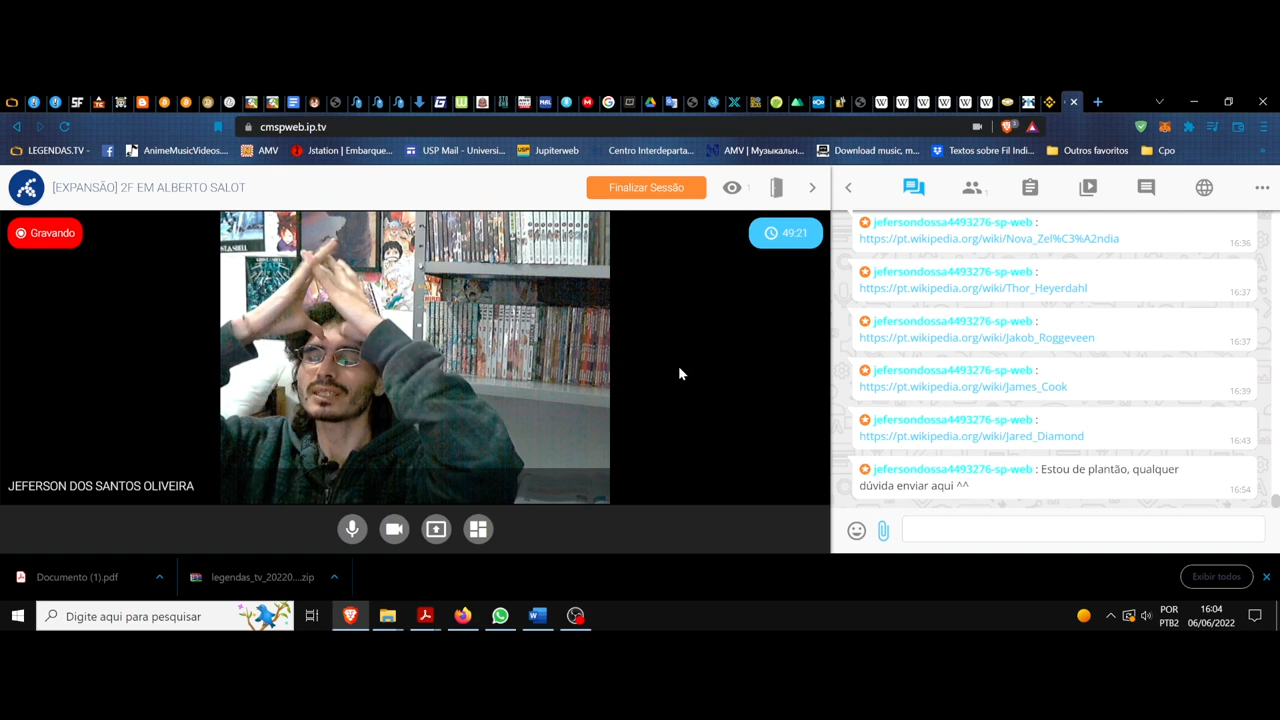 cmspweb.ip.tv
3
LEGENDAS.TV -
AnimeMusicVideos...
AMV
Jstation | Embarque...
USP Mail - Universi...
Jupiterweb
Centro Interdeparta...
AMV | Музыкальн...
Download music, m...
Textos sobre Fil Indi...
Outros favoritos
Cpo
[EXPANSÃO] 2F EM ALBERTO SALOT
Finalizar Sessão
1
1
Gravando
49:21
jefersondossa4493276-sp-web :
https://pt.wikipedia.org/wiki/Nova_Zel%C3%A2ndia
16:36
jefersondossa4493276-sp-web :
https://pt.wikipedia.org/wiki/Thor_Heyerdahl
16:37
jefersondossa4493276-sp-web :
https://pt.wikipedia.org/wiki/Jakob_Roggeveen
16:37
jefersondossa4493276-sp-web :
https://pt.wikipedia.org/wiki/James_Cook
16:39
jefersondossa4493276-sp-web :
https://pt.wikipedia.org/wiki/Jared_Diamond
16:43
jefersondossa4493276-sp-web : Estou de plantão, qualquer
dúvida enviar aqui ^^
16:54
JEFERSON DOS SANTOS OLIVEIRA
Documento (1).pdf
legendas_tv_20220....zip
Exibir todos
Digite aqui para pesquisar
POR
PTB2
16:04
06/06/2022